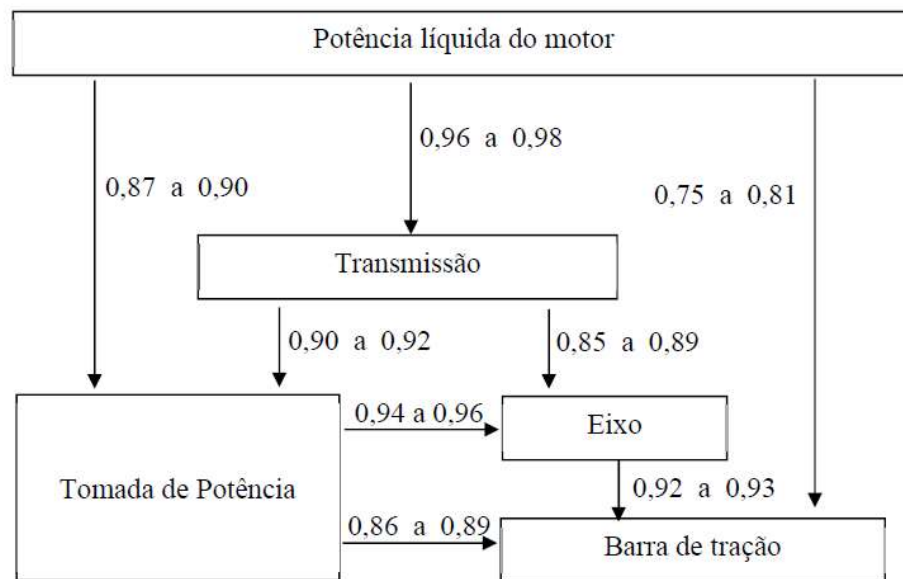 Potência líquida do motor
0,96 a 0,98
0,87 a 0,90
0,75 a 0,81
Transmissão
0,90 a 0,92
0,85 a 0,89
0,94 a 0,96
Eixo
Tomada de Potência
0,92 a 0,93
0,86 a 0,89
Barra de tração